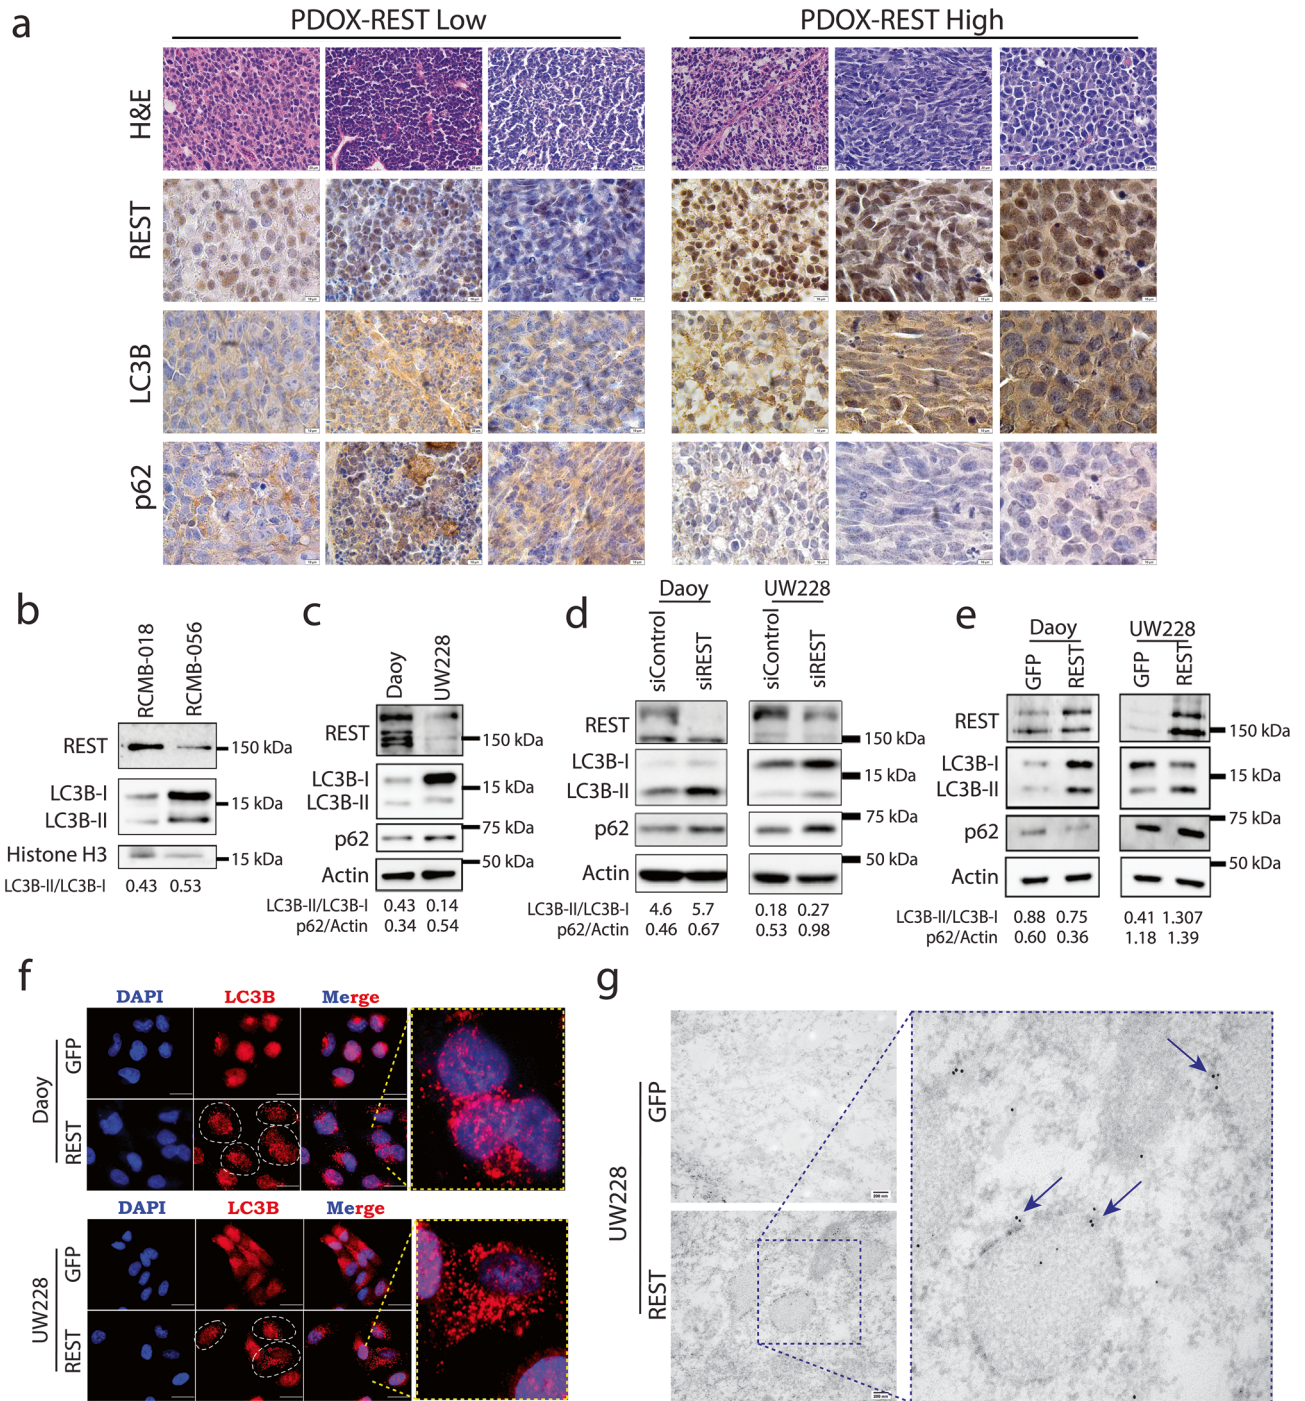 a
PDOX-REST Low
PDOX-REST High
H&E
REST
LC3B
p62
b
RCMB-018
RCMB-056
REST
150 kDa
LC3B-I
LC3B-II
15 kDa
Histone H3
15 kDa
LC3B-II/LC3B-I 0.43 0.53
c
Daoy
UW228
REST
150 kDa
LC3B-I
LC3B-II
15 kDa
p62
75 kDa
Actin
50 kDa
LC3B-II/LC3B-I 0.43 0.14
p62/Actin 0.34 0.54
d
Daoy
UW228
siControl
siREST
siControl
siREST
REST
150 kDa
LC3B-I
LC3B-II
15 kDa
p62
75 kDa
Actin
50 kDa
LC3B-II/LC3B-I 4.6 5.7 0.18 0.27
p62/Actin 0.46 0.67 0.53 0.98
e
Daoy
UW228
GFP
REST
GFP
REST
REST
150 kDa
LC3B-I
LC3B-II
15 kDa
p62
75 kDa
Actin
50 kDa
LC3B-II/LC3B-I 0.88 0.75 0.41 1.307
p62/Actin 0.60 0.36 1.18 1.39
f
DAPI LC3B Merge
Daoy
GFP
REST
DAPI LC3B Merge
UW228
GFP
REST
g
UW228
GFP
REST